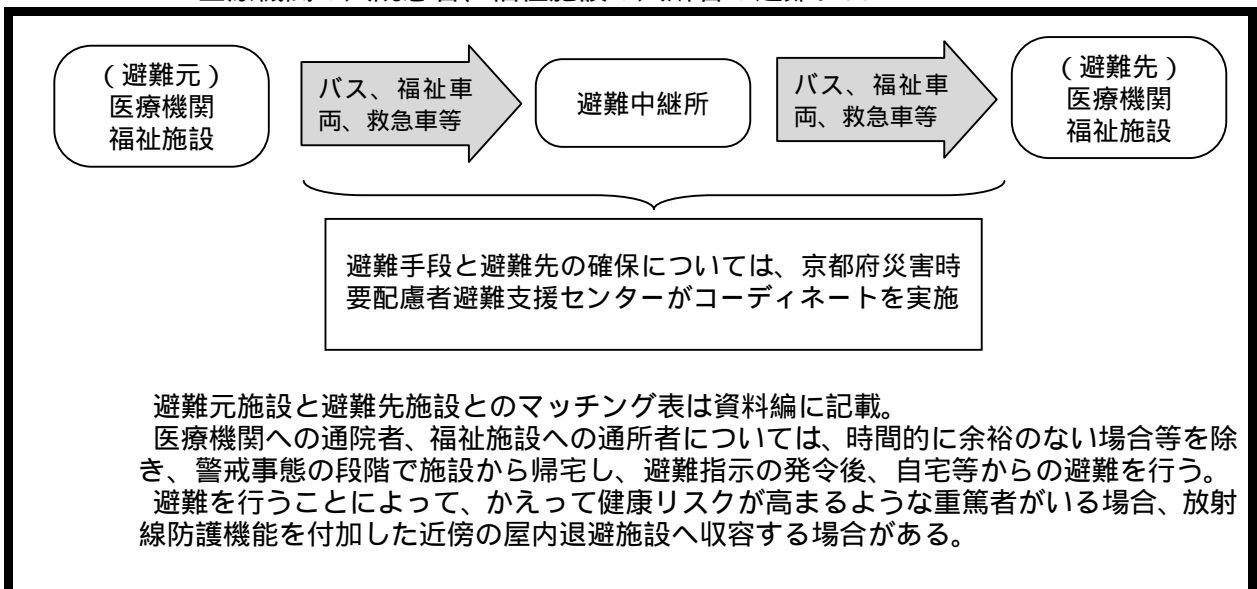 (避難元)
医療機関
福祉施設
バス、福祉車
両、救急車等
避難中継所
バス、福祉車
両、救急車等
(避難先)
医療機関
福祉施設
避難手段と避難先の確保については、京都府災害時
要配慮者避難支援センターがコーディネートを実施
避難元施設と避難先施設とのマッチング表は資料編に記載。
医療機関への通院者、福祉施設への通所者については、時間的に余裕のない場合等を除
き、警戒事態の段階で施設から帰宅し、避難指示の発令後、自宅等からの避難を行う。
避難を行うことによって、かえって健康リスクが高まるような重篤者がいる場合、放射
線防護機能を付加した近傍の屋内退避施設へ収容する場合がある。